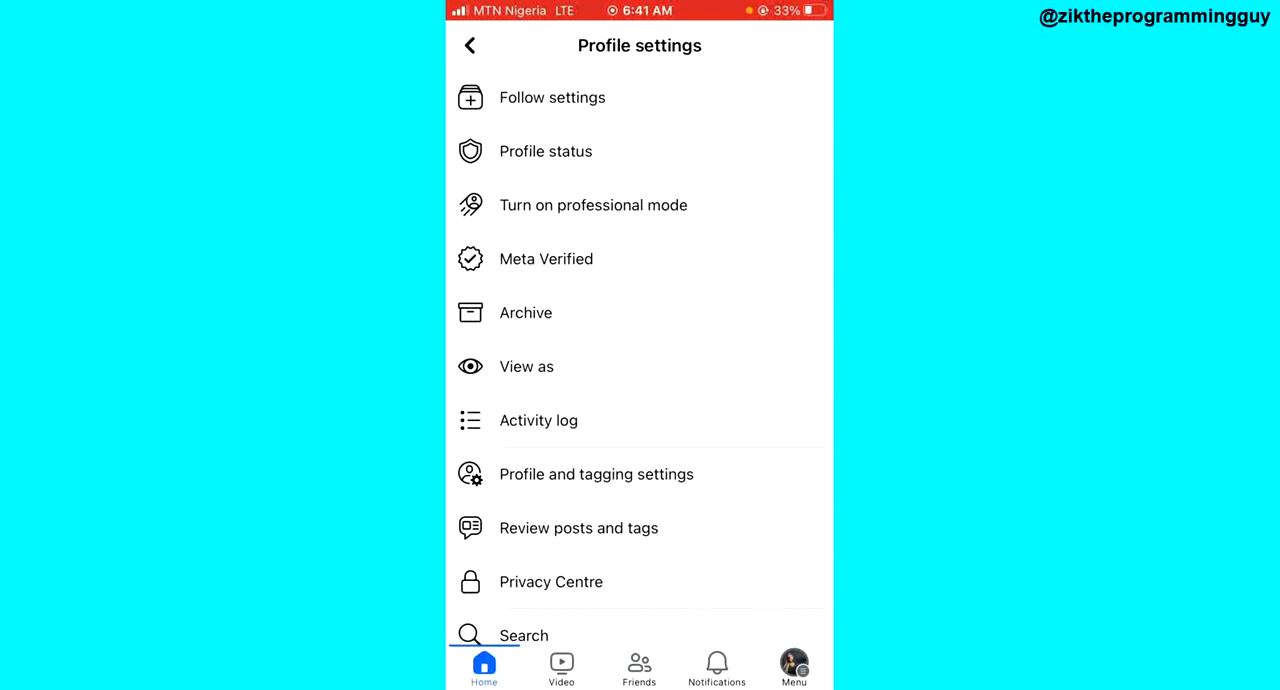 MTN Nigeria LTE 6:41 AM 33%
@ziktheprogrammingguy
Profile settings
Follow settings
Profile status
Turn on professional mode
Meta Verified
Archive
View as
Activity log
Profile and tagging settings
Review posts and tags
Privacy Centre
Search
Home Video Friends Notifications Menu